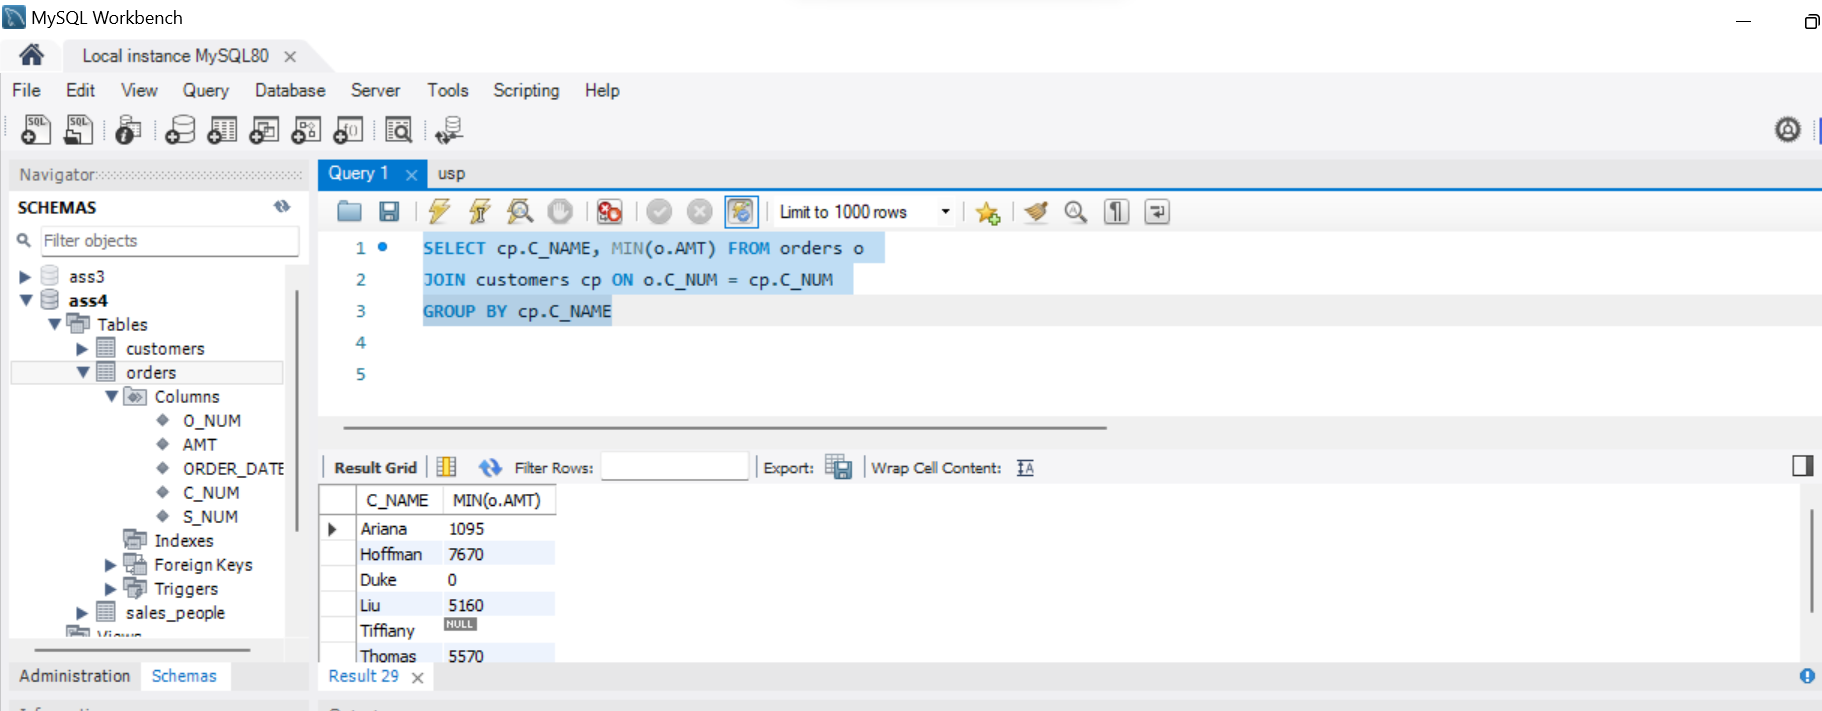 MySQL Workbench
Local instance MySQL80
File Edit View Query Database Server Tools Scripting Help
Navigator
Query 1 usp
SCHEMAS
Limit to 1000 rows
Filter objects
ass3
ass4
Tables
customers
orders
Columns
O_NUM
AMT
ORDER_DATE
C_NUM
S_NUM
Indexes
Foreign Keys
Triggers
sales_people
Views
Administration Schemas
1 SELECT cp.C_NAME, MIN(o.AMT) FROM orders o
2 JOIN customers cp ON o.C_NUM = cp.C_NUM
3 GROUP BY cp.C_NAME
4
5
Result Grid Filter Rows: Export: Wrap Cell Content:
C_NAME MIN(o.AMT)
Ariana 1095
Hoffman 7670
Duke 0
Liu 5160
Tiffiany NULL
Thomas 5570
Result 29